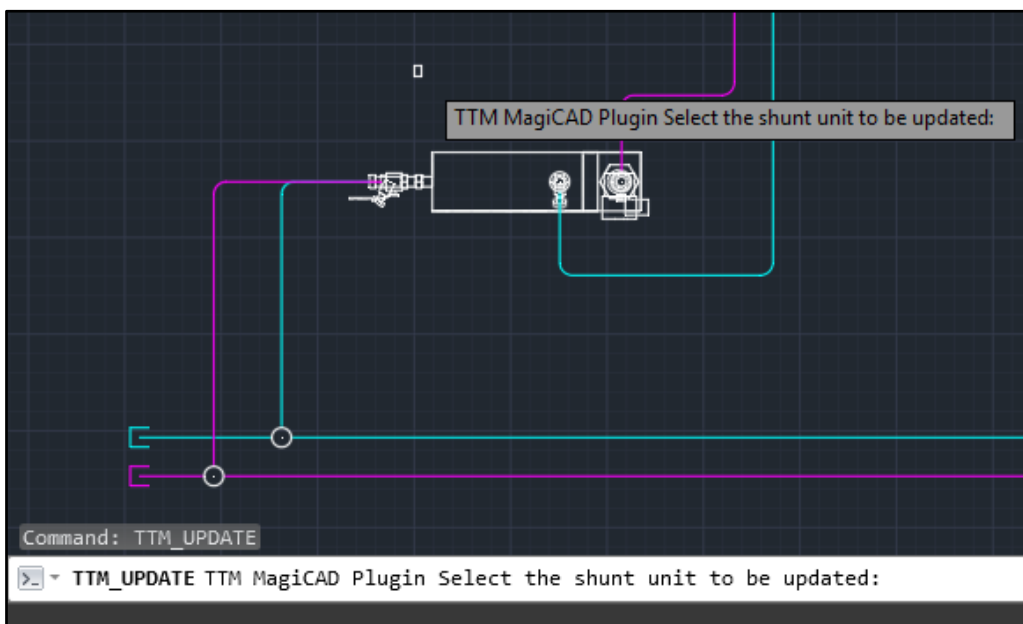 TTM MagiCAD Plugin Select the shunt unit to be updated:
Command: TTM_UPDATE
TTM_UPDATE TTM MagiCAD Plugin Select the shunt unit to be updated: